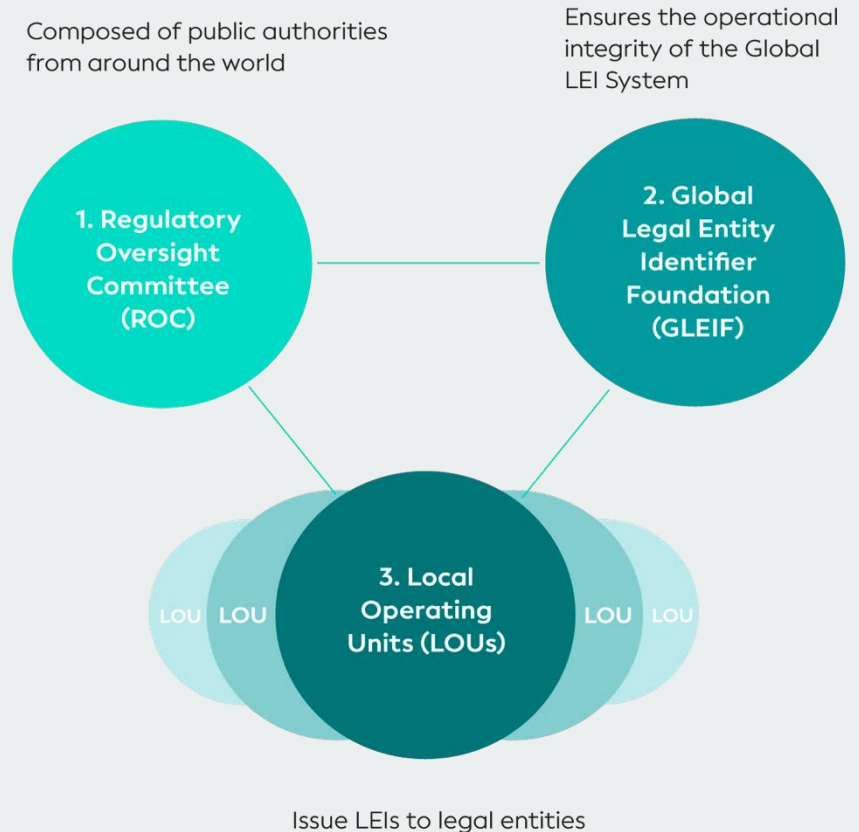 Composed of public authorities
from around the world
Ensures the operational
integrity of the Global
LEI System
1. Regulatory
Oversight
Committee
(ROC)
2. Global
Legal Entity
Identifier
Foundation
(GLEIF)
LOU
LOU
3. Local
Operating
Units (LOUs)
LOU
LOU
Issue LEIs to legal entities